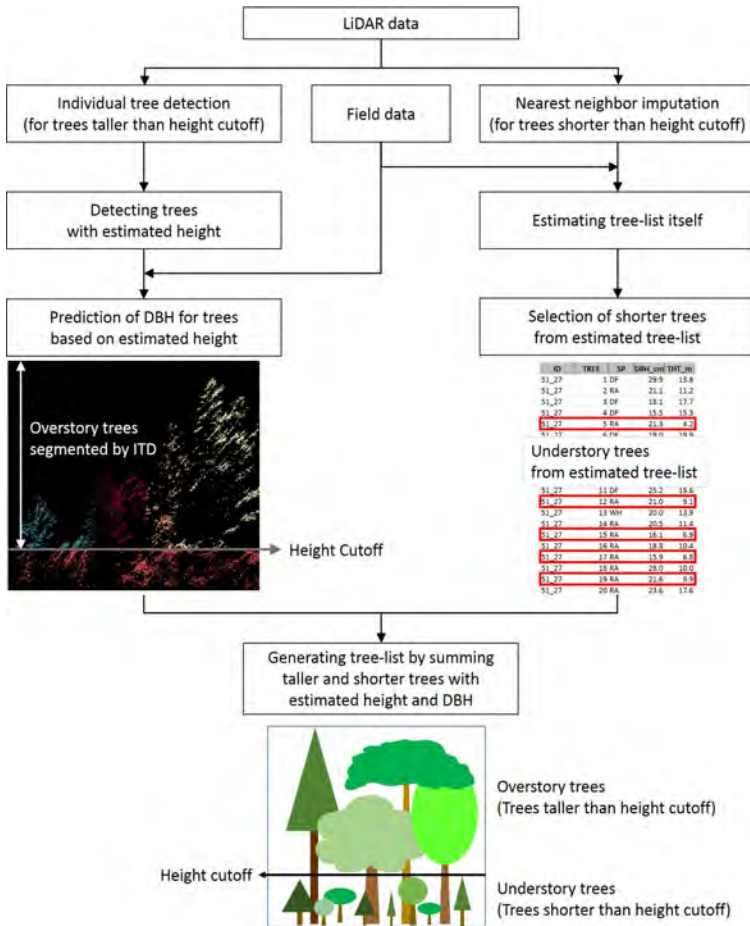 LiDAR data
Individual tree detection
(for trees taller than height cutoff)
Field data
Nearest neighbor imputation
(for trees shorter than height cutoff)
Detecting trees
with estimated height
Estimating tree-list itself
Prediction of DBH for trees
based on estimated height
Selection of shorter trees
from estimated tree-list
Overstory trees
segmented by ITD
Height Cutoff
ID TREE SP DBH_cm THT_m
51_27 1 DF 29.9 15.8
51_27 2 RA 21.1 11.2
51_27 3 DF 18.1 17.7
51_27 4 DF 15.5 15.3
51_27 5 RA 21.3 8.2
51_27 6 DF 19.0 19.9
Understory trees
from estimated tree-list
51_27 11 DF 25.2 19.6
51_27 12 RA 21.0 9.1
51_27 13 WH 20.0 13.9
51_27 14 RA 20.5 11.4
51_27 15 RA 16.1 6.8
51_27 16 RA 18.8 10.4
51_27 17 RA 15.9 6.8
51_27 18 RA 28.0 10.0
51_27 19 RA 21.6 9.9
51_27 20 RA 23.6 17.6
Generating tree-list by summing
taller and shorter trees with
estimated height and DBH
Overstory trees
(Trees taller than height cutoff)
Height cutoff
Understory trees
(Trees shorter than height cutoff)